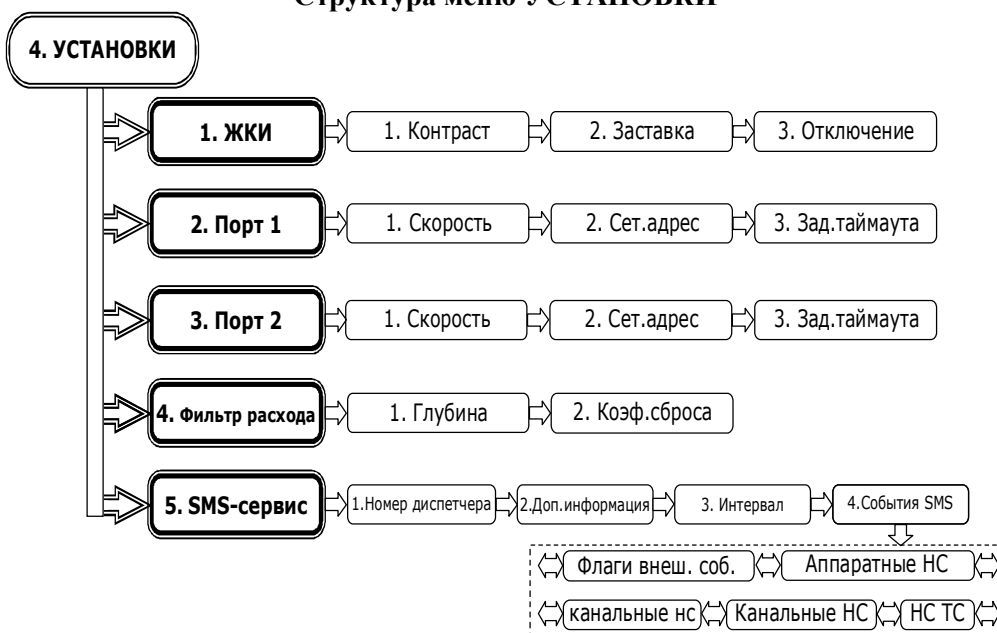 Структура меню УСТАНОВКИ
4. УСТАНОВКИ
1. ЖКИ
1. Контраст
2. Заставка
3. Отключение
2. Порт 1
1. Скорость
2. Сет.адрес
3. Зад.таймаута
3. Порт 2
1. Скорость
2. Сет.адрес
3. Зад.таймаута
4. Фильтр расхода
1. Глубина
2. Коэф.сброса
5. SMS-сервис
1.Номер диспетчера
2.Доп.информация
3. Интервал
4.События SMS
Флаги внеш. соб.
Аппаратные НС
канальные нс
Канальные НС
НС ТС